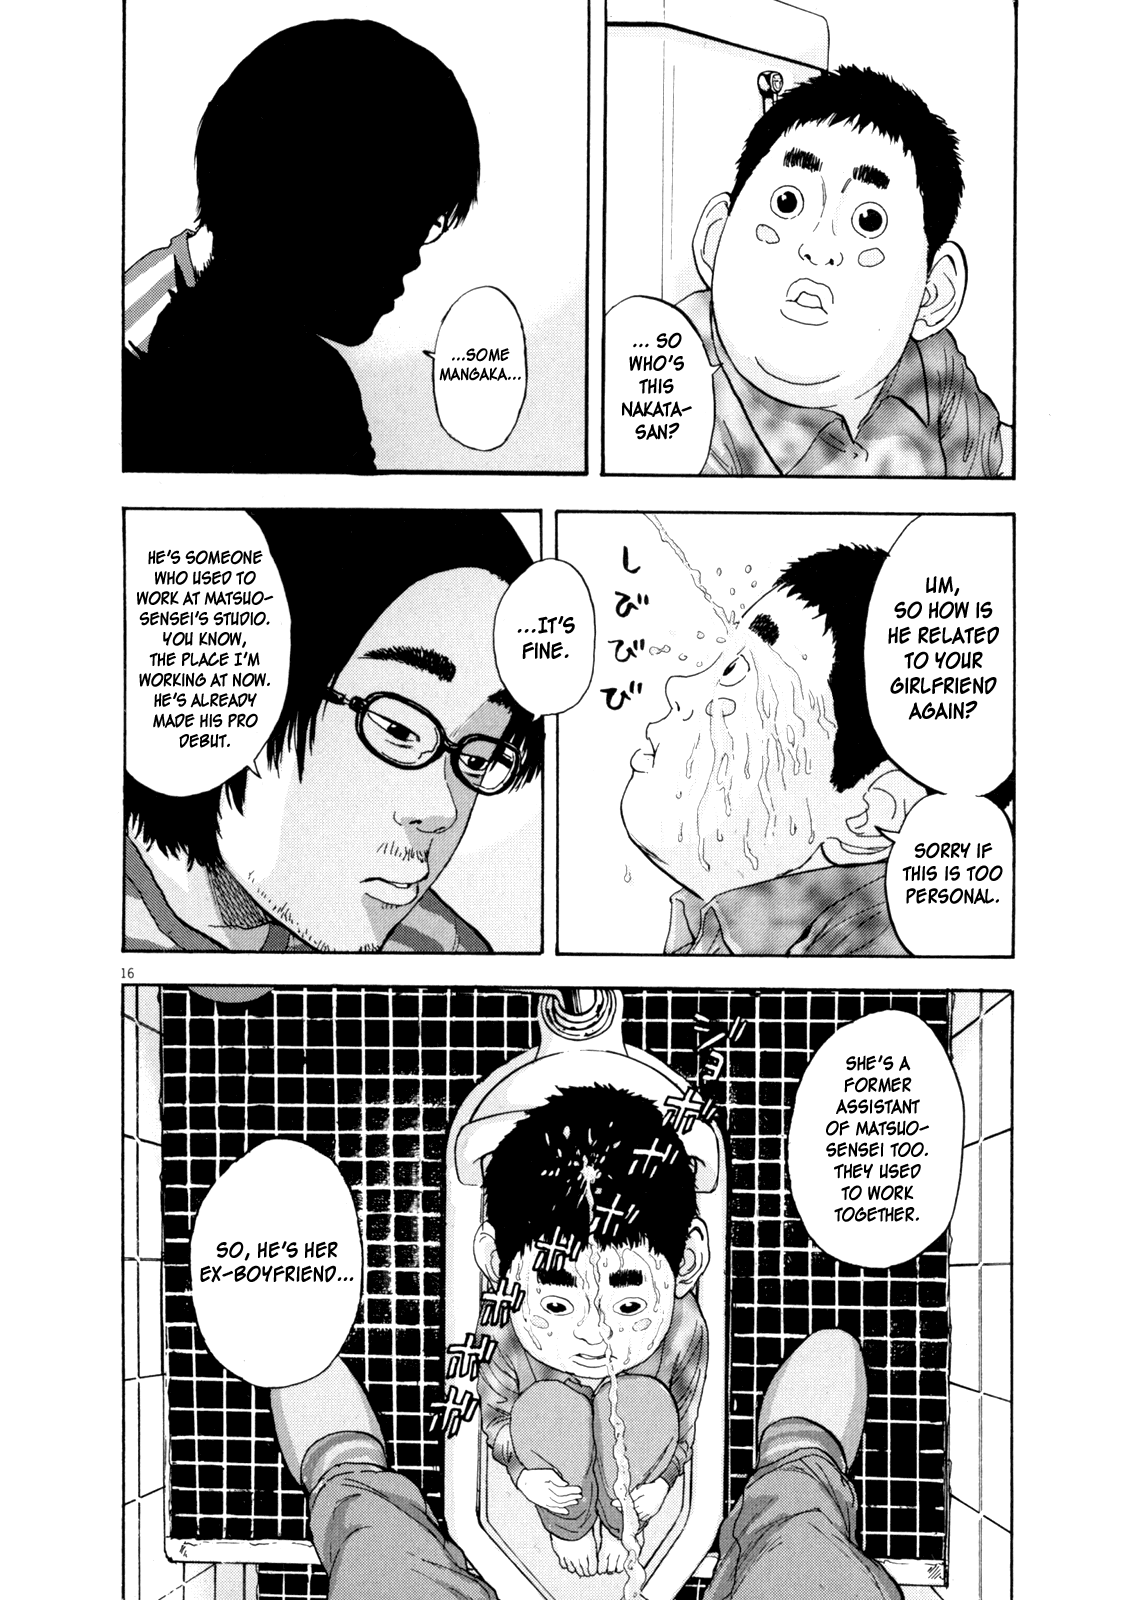 ... SO
WHO'S
THIS
NAKATA-
SAN?
...SOME
MANGAKA...
UM,
SO HOW IS
HE RELATED
TO YOUR
GIRLFRIEND
AGAIN?
SORRY IF
THIS IS TOO
PERSONAL.
しびびび
...IT'S
FINE.
HE'S SOMEONE
WHO USED TO
WORK AT MATSUO-
SENSEI'S STUDIO.
YOU KNOW,
THE PLACE I'M
WORKING AT NOW.
HE'S ALREADY
MADE HIS PRO
DEBUT.
16
SHE'S A
FORMER
ASSISTANT
OF MATSUO-
SENSEI TOO.
THEY USED
TO WORK
TOGETHER.
ジョボボボボボボボ
SO, HE'S HER
EX-BOYFRIEND...